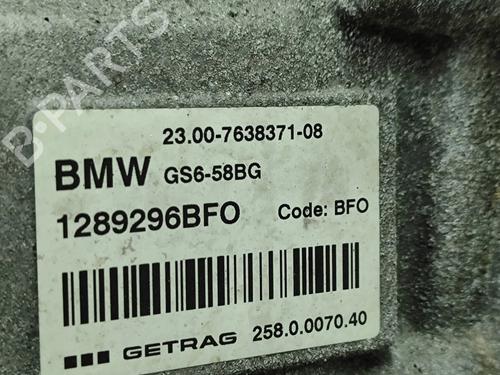 B-PARTS
23.00-7638371-08
BMW GS6-58BG
1289296BFO Code: BFO
GETRAG 258.0.0070.40